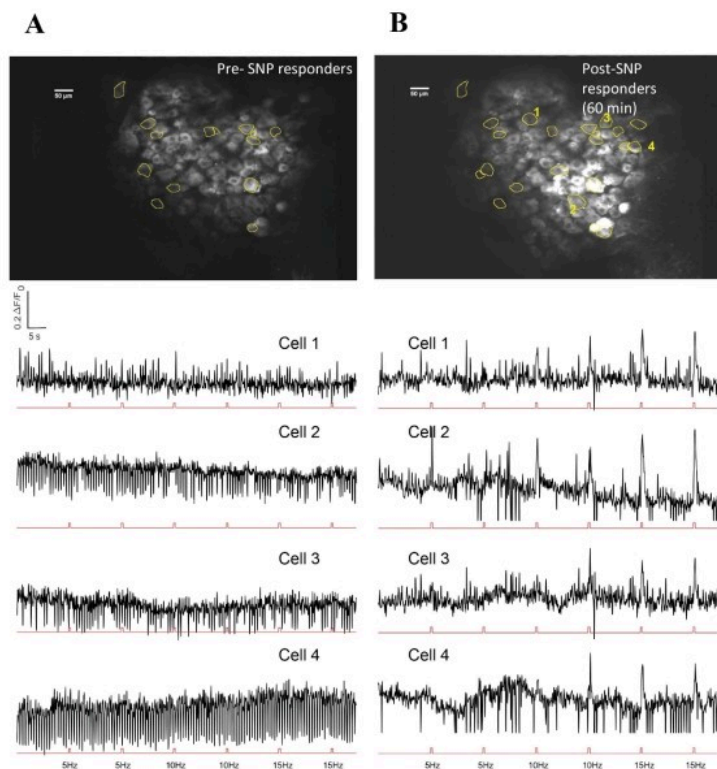 A
B
Pre- SNP responders
Post-SNP
responders
(60 min)
1
3
4
2
0.2 ΔF/F0
5 s
Cell 1
Cell 1
Cell 2
Cell 2
Cell 3
Cell 3
Cell 4
Cell 4
5Hz 5Hz 10Hz 10Hz 15Hz 15Hz
5Hz 5Hz 10Hz 10Hz 15Hz 15Hz